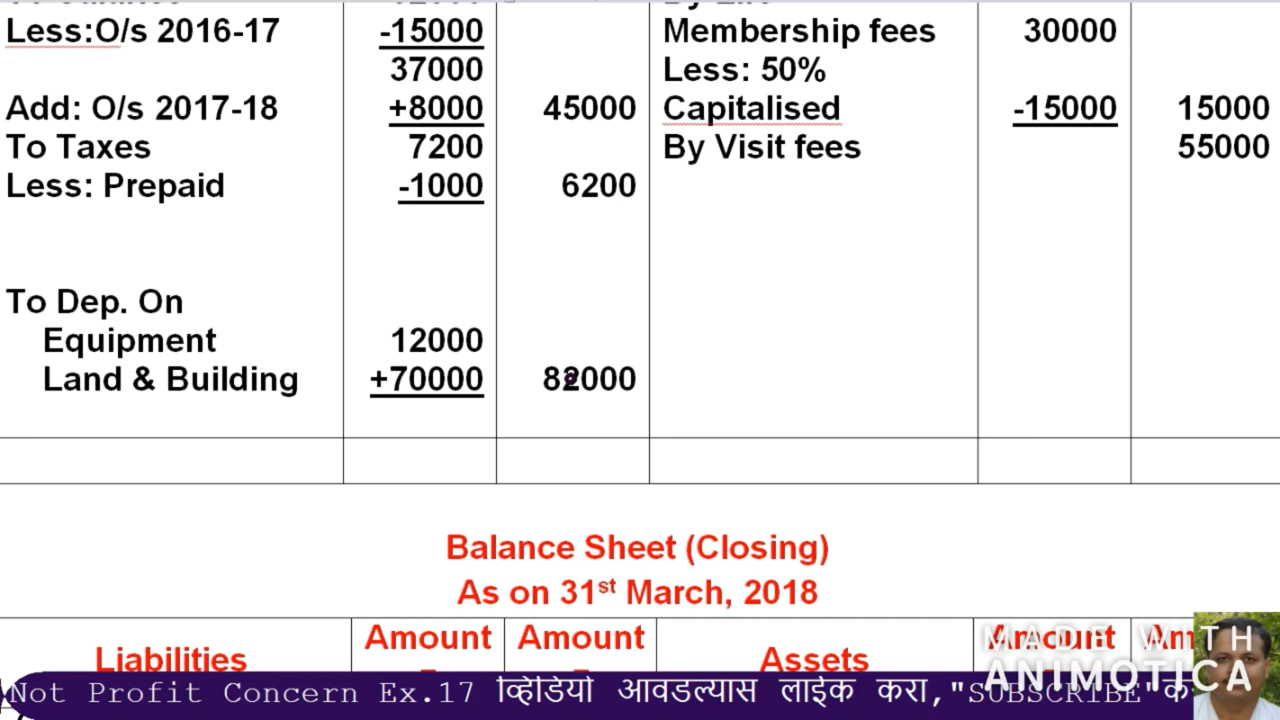 Less:O/s 2016-17 -15000 Membership fees 30000
37000 Less: 50%
Add: O/s 2017-18 +8000 45000 Capitalised -15000 15000
To Taxes 7200 By Visit fees 55000
Less: Prepaid -1000 6200
To Dep. On
Equipment 12000
Land & Building +70000 82000
Balance Sheet (Closing)
As on 31st March, 2018
Liabilities Amount Amount Assets Amount
MADE WITH
ANIMOTICA
Not Profit Concern Ex.17 व्हिडियो आवडल्यास लाईक करा,"SUBSCRIBE"